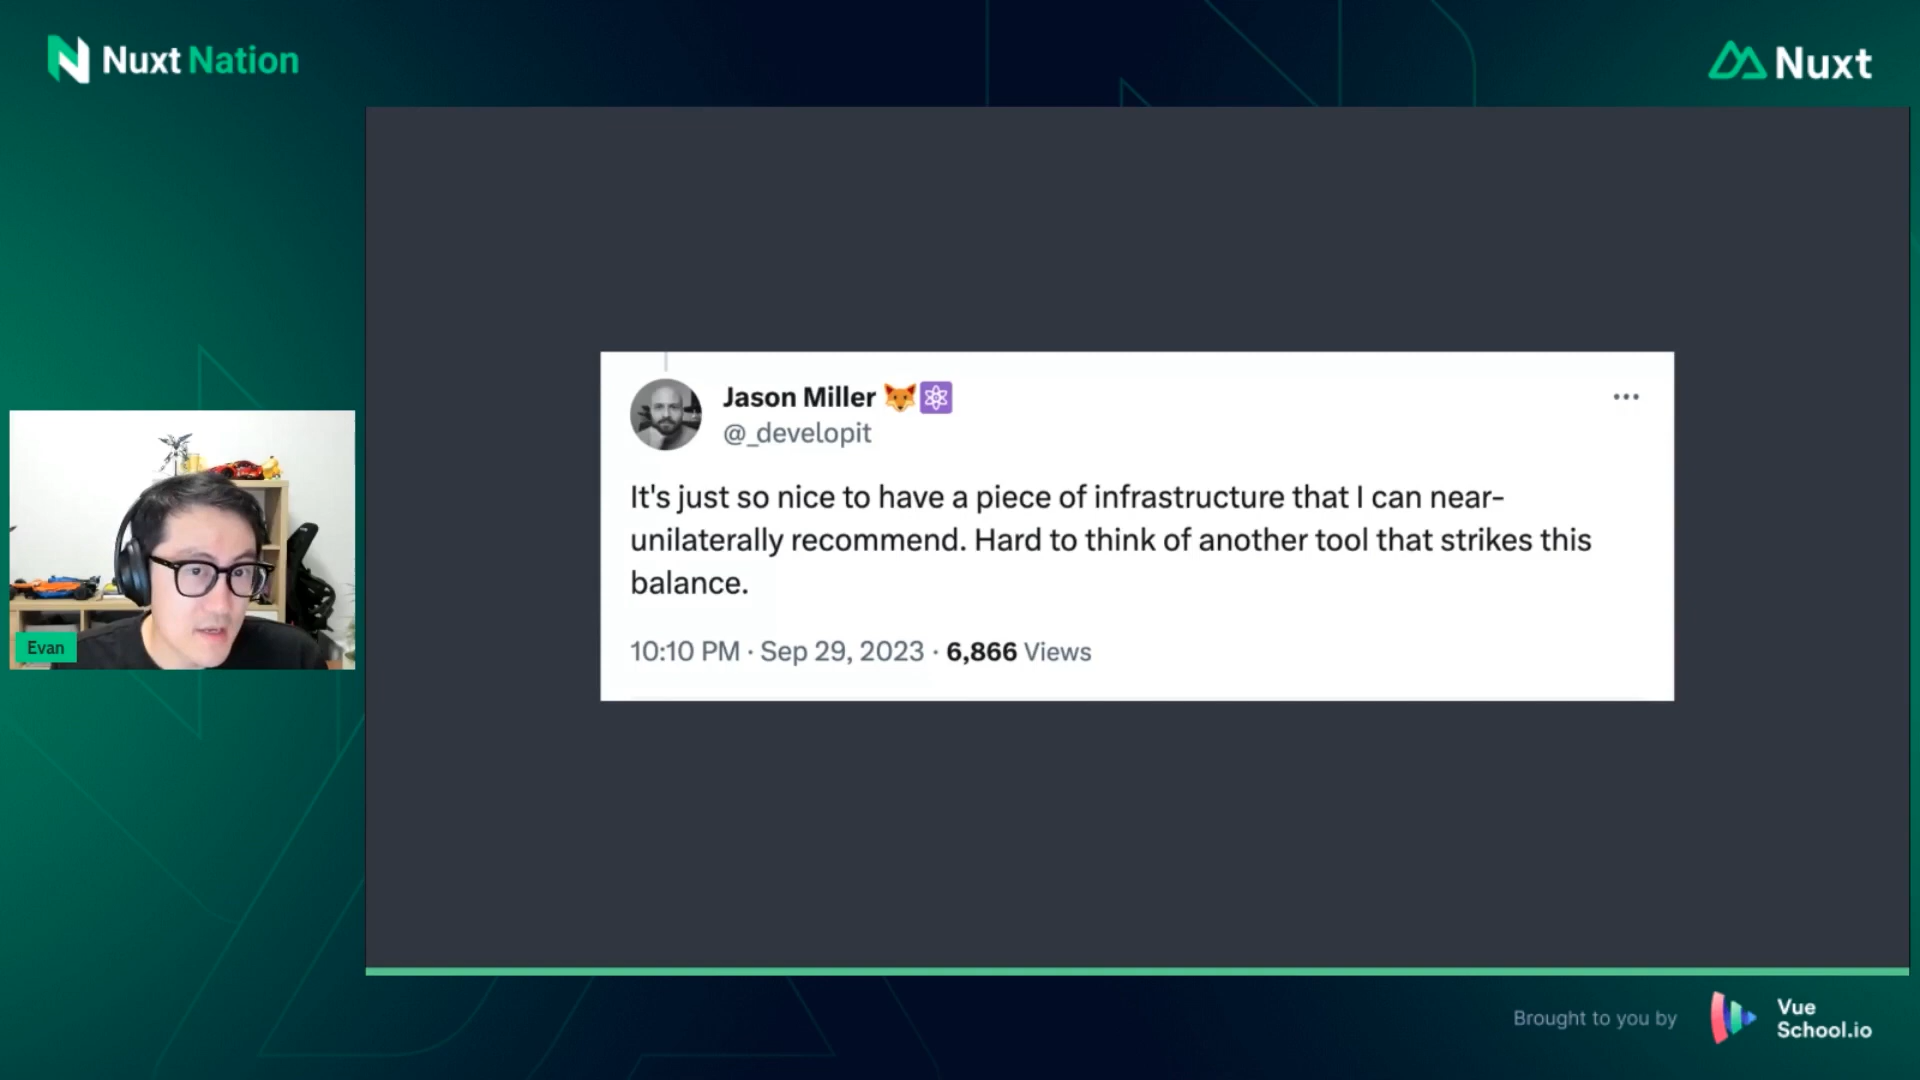 Nuxt Nation
Nuxt
Jason Miller 🦊⚛️
@_developit
It's just so nice to have a piece of infrastructure that I can near-
unilaterally recommend. Hard to think of another tool that strikes this
balance.
10:10 PM · Sep 29, 2023 · 6,866 Views
Evan
Brought to you by
Vue
School.io